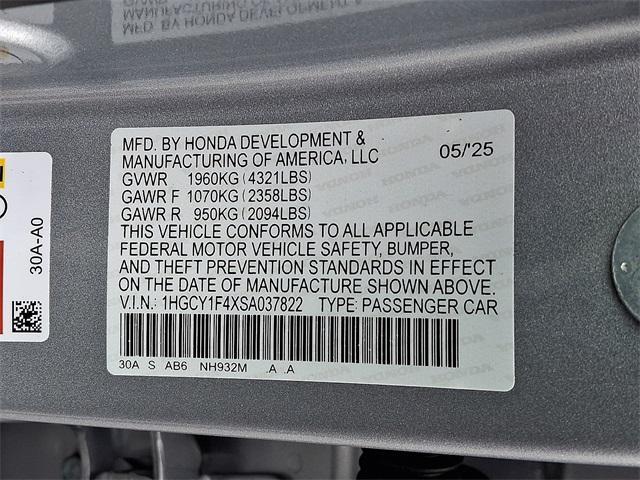 MFD. BY HONDA DEVELOPMENT &
MANUFACTURING OF AMERICA, LLC 05/'25
GVWR 1960KG (4321LBS)
GAWR F 1070KG (2358LBS)
GAWR R 950KG (2094LBS)
THIS VEHICLE CONFORMS TO ALL APPLICABLE
FEDERAL MOTOR VEHICLE SAFETY, BUMPER,
AND THEFT PREVENTION STANDARDS IN EFFECT
ON THE DATE OF MANUFACTURE SHOWN ABOVE.
V.I.N.: 1HGCY1F4XSA037822 TYPE: PASSENGER CAR
30A S AB6 NH932M .A .A
30A-A0